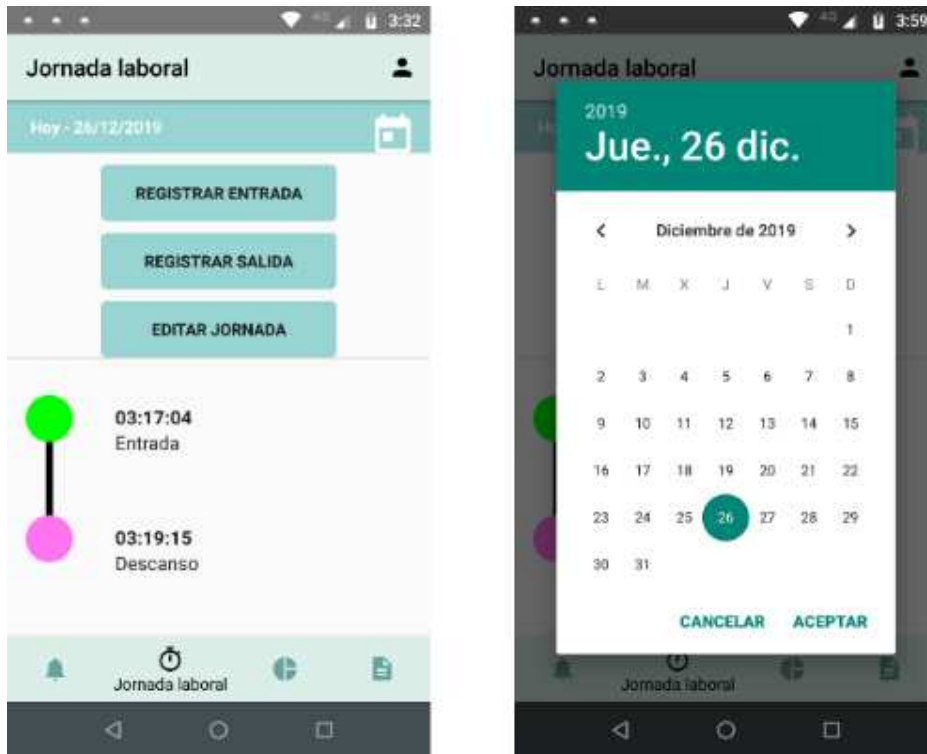 4G 3:32
Jornada laboral
Hoy - 26/12/2019
REGISTRAR ENTRADA
REGISTRAR SALIDA
EDITAR JORNADA
03:17:04
Entrada
03:19:15
Descanso
Jornada laboral
4G 3:59
Jornada laboral
2019
Jue., 26 dic.
Diciembre de 2019
L M X J V S D
1
2 3 4 5 6 7 8
9 10 11 12 13 14 15
16 17 18 19 20 21 22
23 24 25 26 27 28 29
30 31
CANCELAR ACEPTAR
Jornada laboral